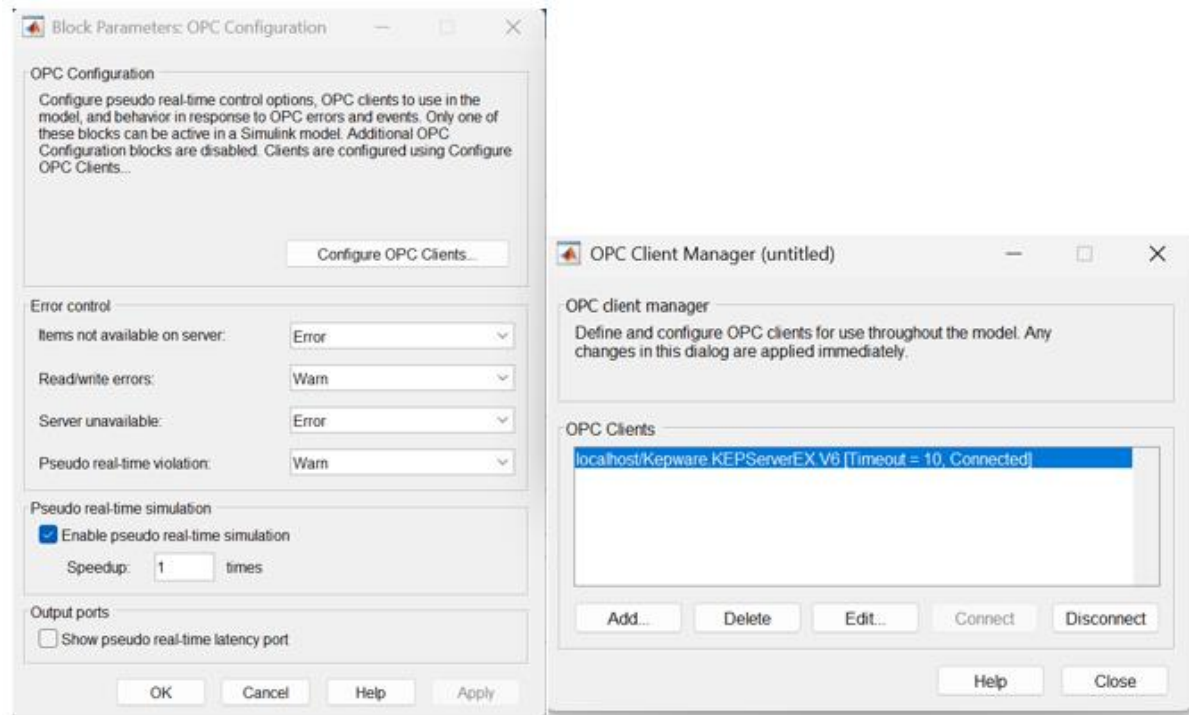 Block Parameters: OPC Configuration
OPC Configuration
Configure pseudo real-time control options, OPC clients to use in the
model, and behavior in response to OPC errors and events. Only one of
these blocks can be active in a Simulink model. Additional OPC
Configuration blocks are disabled. Clients are configured using Configure
OPC Clients...
Configure OPC Clients...
Error control
Items not available on server: Error
Read/write errors: Warn
Server unavailable: Error
Pseudo real-time violation: Warn
Pseudo real-time simulation
Enable pseudo real-time simulation
Speedup: 1 times
Output ports
Show pseudo real-time latency port
OK Cancel Help Apply
OPC Client Manager (untitled)
OPC client manager
Define and configure OPC clients for use throughout the model. Any
changes in this dialog are applied immediately.
OPC Clients
localhost/Kepware.KEPServerEX.V6 [Timeout = 10, Connected]
Add... Delete Edit... Connect Disconnect
Help Close